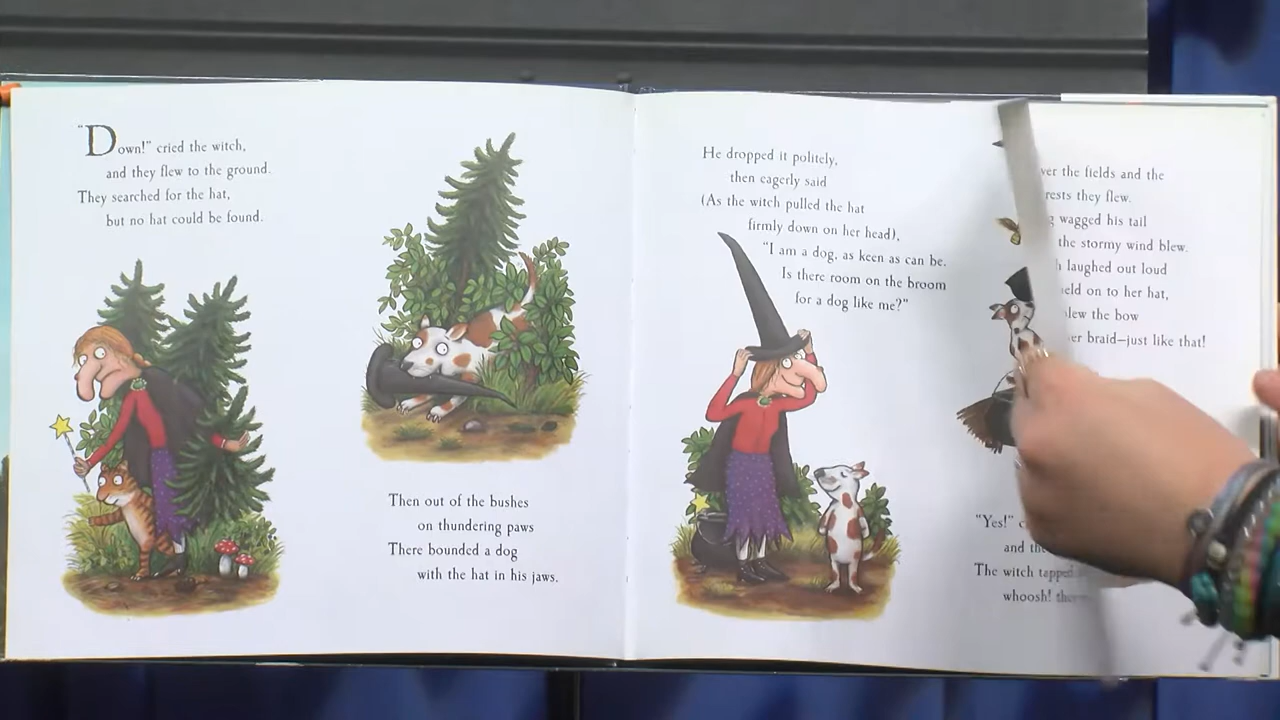 "Down!" cried the witch,
and they flew to the ground.
They searched for the hat,
but no hat could be found.
Then out of the bushes
on thundering paws
There bounded a dog
with the hat in his jaws.
He dropped it politely,
then eagerly said
(As the witch pulled the hat
firmly down on her head),
"I am a dog, as keen as can be.
Is there room on the broom
for a dog like me?"
"Yes!"
and
The witch tapped
whoosh!
the fields and the
they flew.
wagged his tail
the stormy wind blew.
laughed out loud
on to her hat,
the bow
braid—just like that!